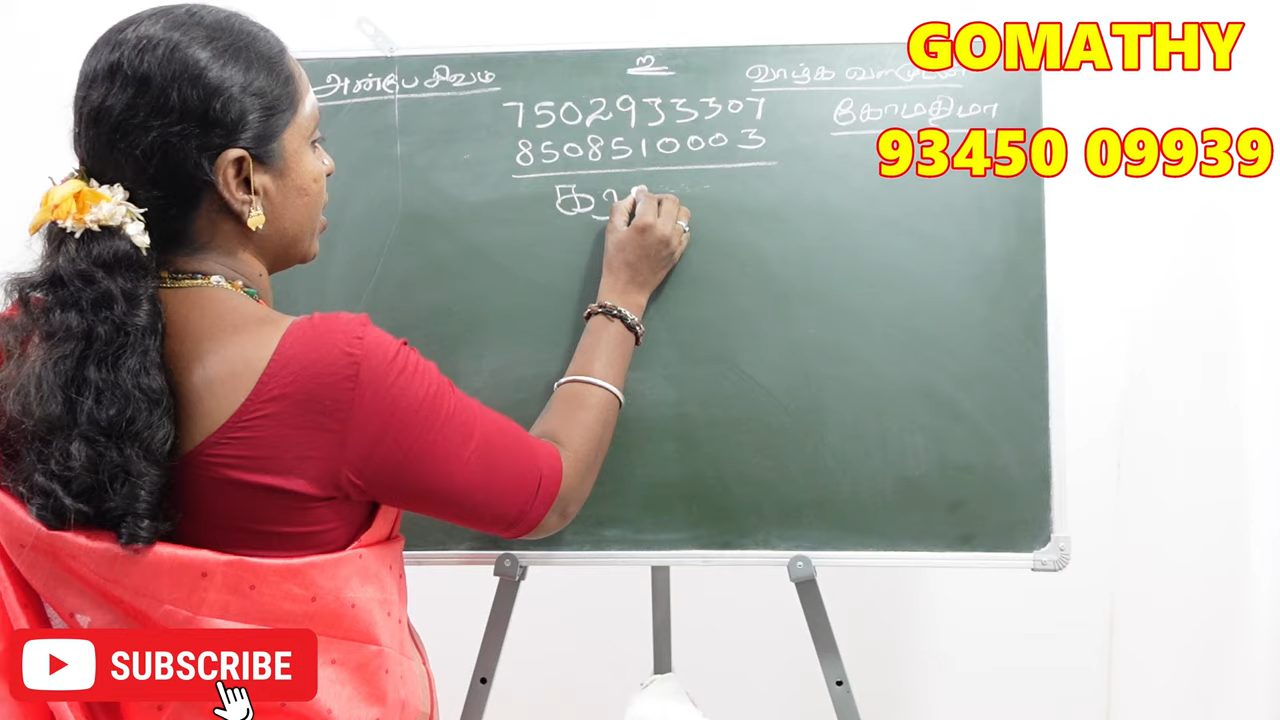 GOMATHY
93450 09939
அன்பே சிவம்
உ
வாழ்க வளமுடன்
7502933307
கோமதிமா
8508510003
SUBSCRIBE